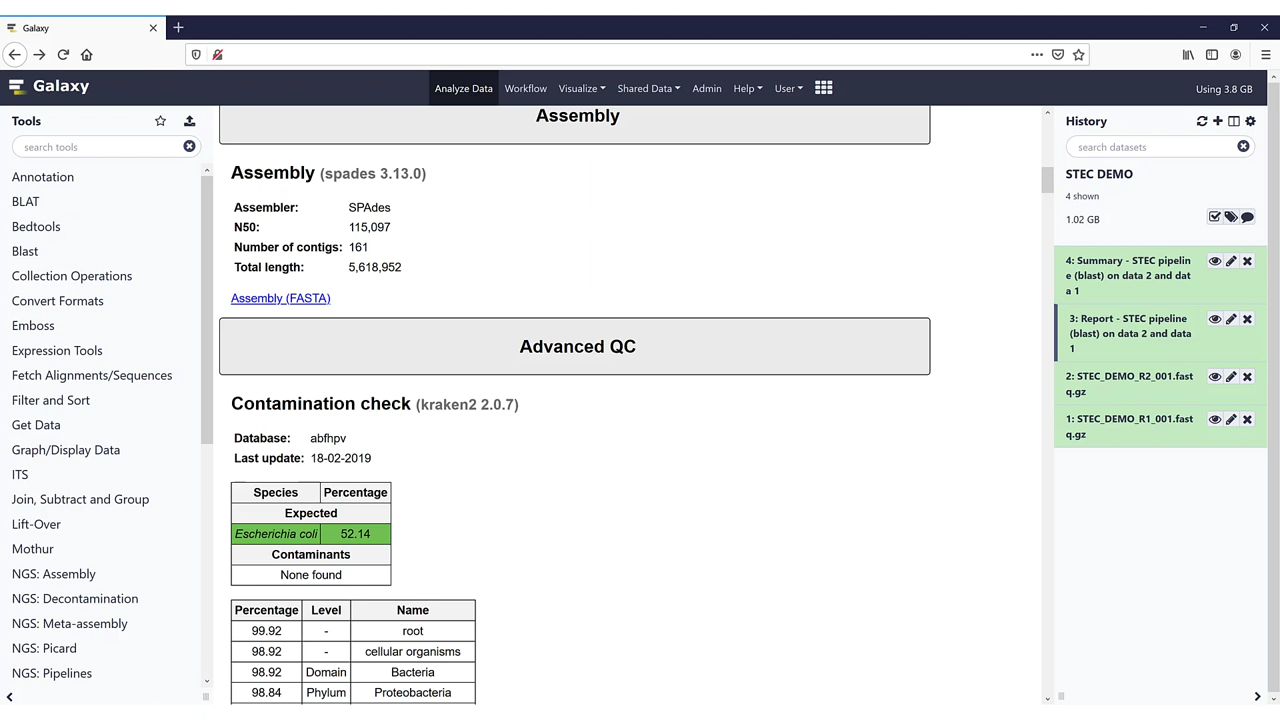 Galaxy
Galaxy
Analyze Data
Workflow
Visualize
Shared Data
Admin
Help
User
Using 3.8 GB
Tools
search tools
Annotation
BLAT
Bedtools
Blast
Collection Operations
Convert Formats
Emboss
Expression Tools
Fetch Alignments/Sequences
Filter and Sort
Get Data
Graph/Display Data
ITS
Join, Subtract and Group
Lift-Over
Mothur
NGS: Assembly
NGS: Decontamination
NGS: Meta-assembly
NGS: Picard
NGS: Pipelines
Assembly
Assembly (spades 3.13.0)
Assembler: SPAdes
N50: 115,097
Number of contigs: 161
Total length: 5,618,952
Assembly (FASTA)
Advanced QC
Contamination check (kraken2 2.0.7)
Database: abfhpv
Last update: 18-02-2019
Species Percentage
Expected
Escherichia coli 52.14
Contaminants
None found
Percentage Level Name
99.92 - root
98.92 - cellular organisms
98.92 Domain Bacteria
98.84 Phylum Proteobacteria
History
search datasets
STEC DEMO
4 shown
1.02 GB
4: Summary - STEC pipelin
e (blast) on data 2 and dat
a 1
3: Report - STEC pipeline
(blast) on data 2 and data
1
2: STEC_DEMO_R2_001.fast
q.gz
1: STEC_DEMO_R1_001.fast
q.gz